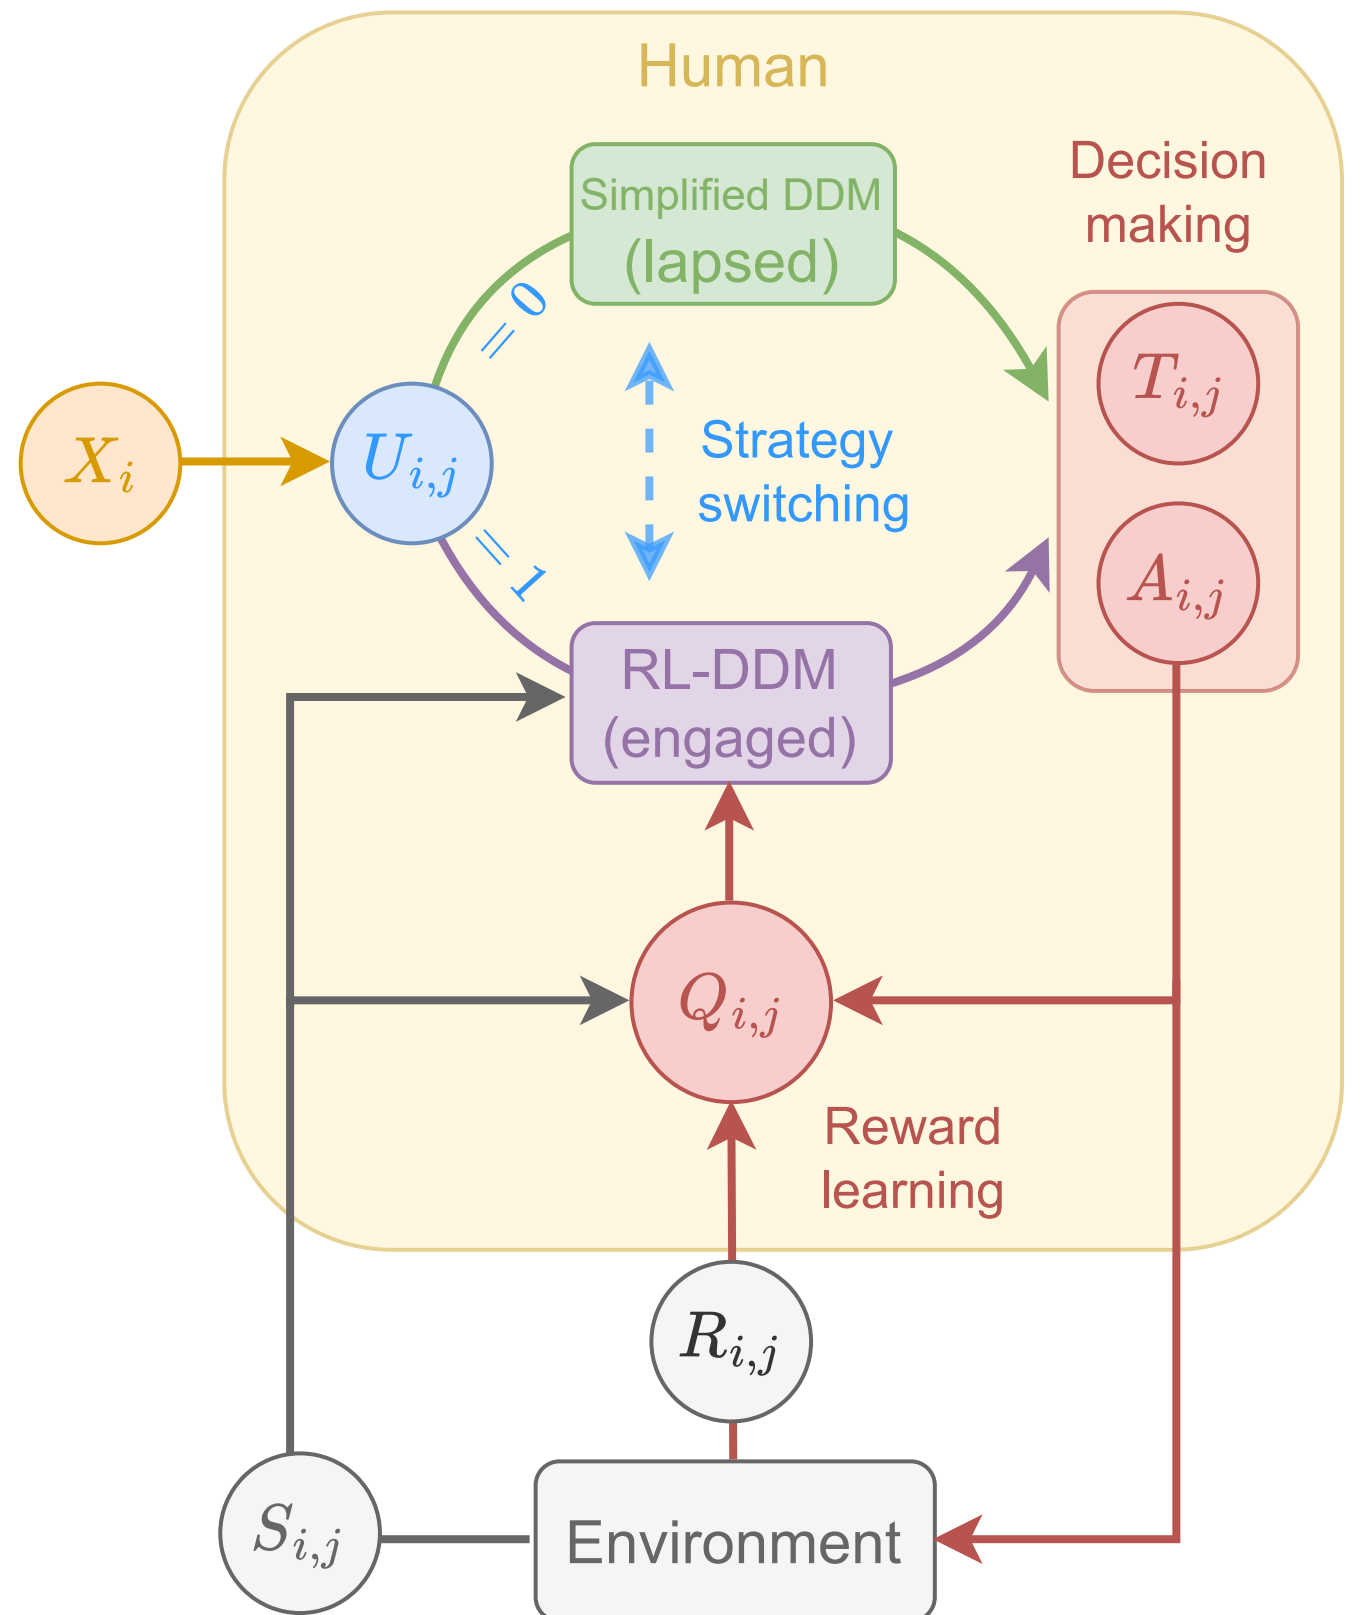 Human
Simplified DDM
(lapsed)
Decision
making
= 0
T_{i,j}
X_i
U_{i,j}
Strategy
switching
= 1
A_{i,j}
RL-DDM
(engaged)
Q_{i,j}
Reward
learning
R_{i,j}
S_{i,j}
Environment